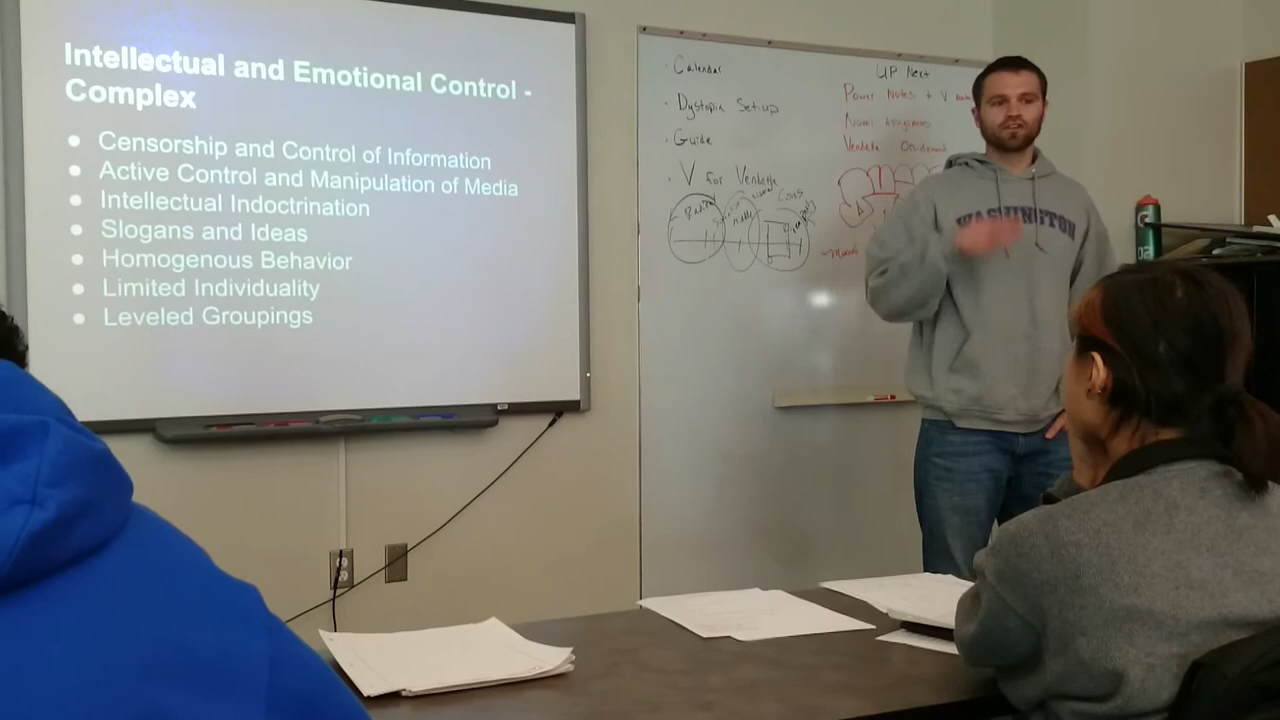 Intellectual and Emotional Control -
Complex
● Censorship and Control of Information
● Active Control and Manipulation of Media
● Intellectual Indoctrination
● Slogans and Ideas
● Homogenous Behavior
● Limited Individuality
● Leveled Groupings
· Calendar
· Dystopia Set-up
· Guide
· V for Vendetta
Middle
UP Next
Power Notes + V
Novel
Vendetta
WASHINGTON